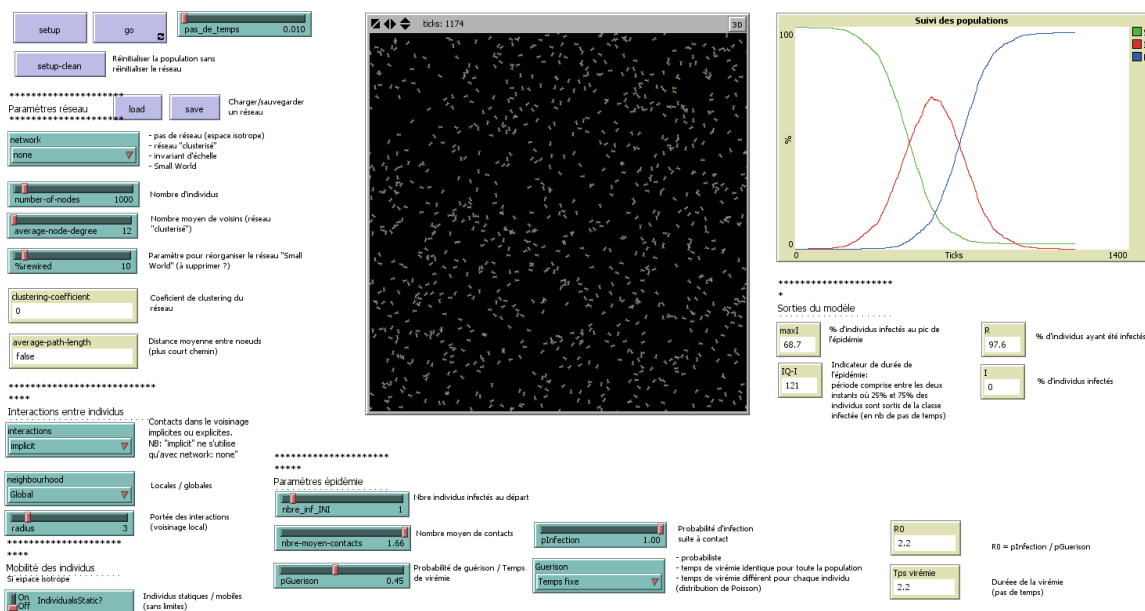 setup
go
pas_de_temps 0.010
setup-clean
Réinitialiser la population sans
réinitialiser le réseau
*********************
Paramètres réseau
*********************
load
save
Charger/sauvegarder
un réseau
network
none
- pas de réseau (espace isotrope)
- réseau "clusterisé"
- invariant d'échelle
- Small World
number-of-nodes 1000
Nombre d'individus
average-node-degree 12
Nombre moyen de voisins (réseau
"clusterisé")
%rewired 10
Paramètre pour réorganiser le réseau "Small
World" (à supprimer ?)
clustering-coefficient
0
Coeficient de clustering du
réseau
average-path-length
false
Distance moyenne entre noeuds
(plus court chemin)
***************************
****
Interactions entre individus
interactions
implicit
Contacts dans le voisinage
implicites ou explicites.
NB: "implicit" ne s'utilise
qu'avec network: none"
neighbourhood
Global
Locales / globales
radius 3
Portée des interactions
(voisinage local)
*********************
****
Mobilité des individus
Si espace isotrope
On
Off
IndividualsStatic?
Individus statiques / mobiles
(sans limites)
ticks: 1174
3D
*********************
*****
Paramètres épidémie
nbre_inf_INI 1
Nbre individus infectés au départ
nbre-moyen-contacts 1.66
Nombre moyen de contacts
pGuerison 0.45
Probabilité de guérison / Temps
de virémie
pInfection 1.00
Probabilité d'infection
suite à contact
Guerison
Temps fixe
- probabiliste
- temps de virémie identique pour toute la population
- temps de virémie différent pour chaque individu
(distribution de Poisson)
Suivi des populations
100
%
0
0
Ticks
1400
*********************
*
Sorties du modèle
maxI
68.7
% d'individus infectés au pic de
l'épidémie
R
97.6
% d'individus ayant été infectés
IQ-I
121
Indicateur de durée de
l'épidémie:
période comprise entre les deux
instants où 25% et 75% des
individus sont sortis de la classe
infectée (en nb de pas de temps)
I
0
% d'individus infectés
R0
2.2
R0 = pInfection / pGuerison
Tps virémie
2.2
Duréee de la virémie
(pas de temps)